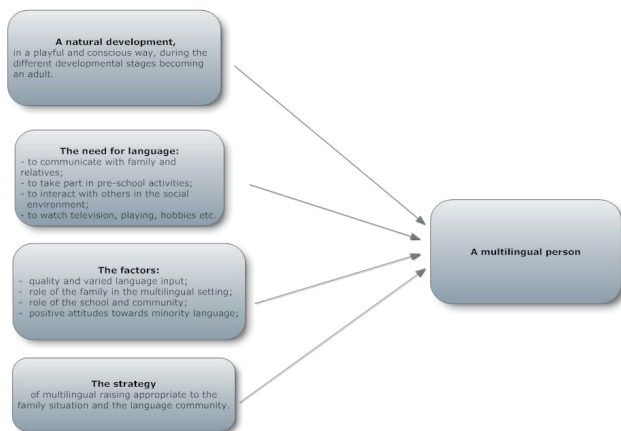 A natural development,
in a playful and conscious way, during the
different developmental stages becoming
an adult.
The need for language:
- to communicate with family and
relatives;
- to take part in pre-school activities;
- to interact with others in the social
environment;
- to watch television, playing, hobbies etc.
The factors:
- quality and varied language input;
- role of the family in the multilingual setting;
- role of the school and community;
- positive attitudes towards minority language;
The strategy
of multilingual raising appropriate to the
family situation and the language community.
A multilingual person